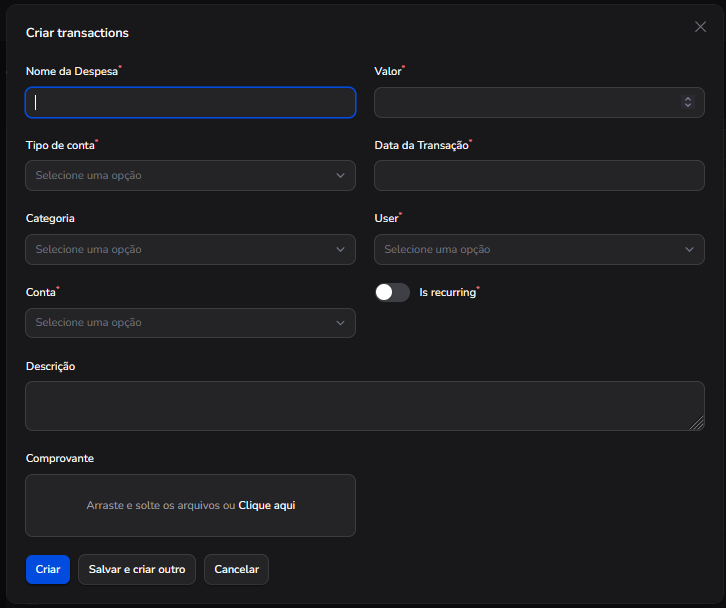 Criar transactions
Nome da Despesa*
Valor*
Tipo de conta*
Data da Transação*
Selecione uma opção
Categoria
User*
Selecione uma opção
Selecione uma opção
Conta*
Is recurring*
Selecione uma opção
Descrição
Comprovante
Arraste e solte os arquivos ou Clique aqui
Criar
Salvar e criar outro
Cancelar